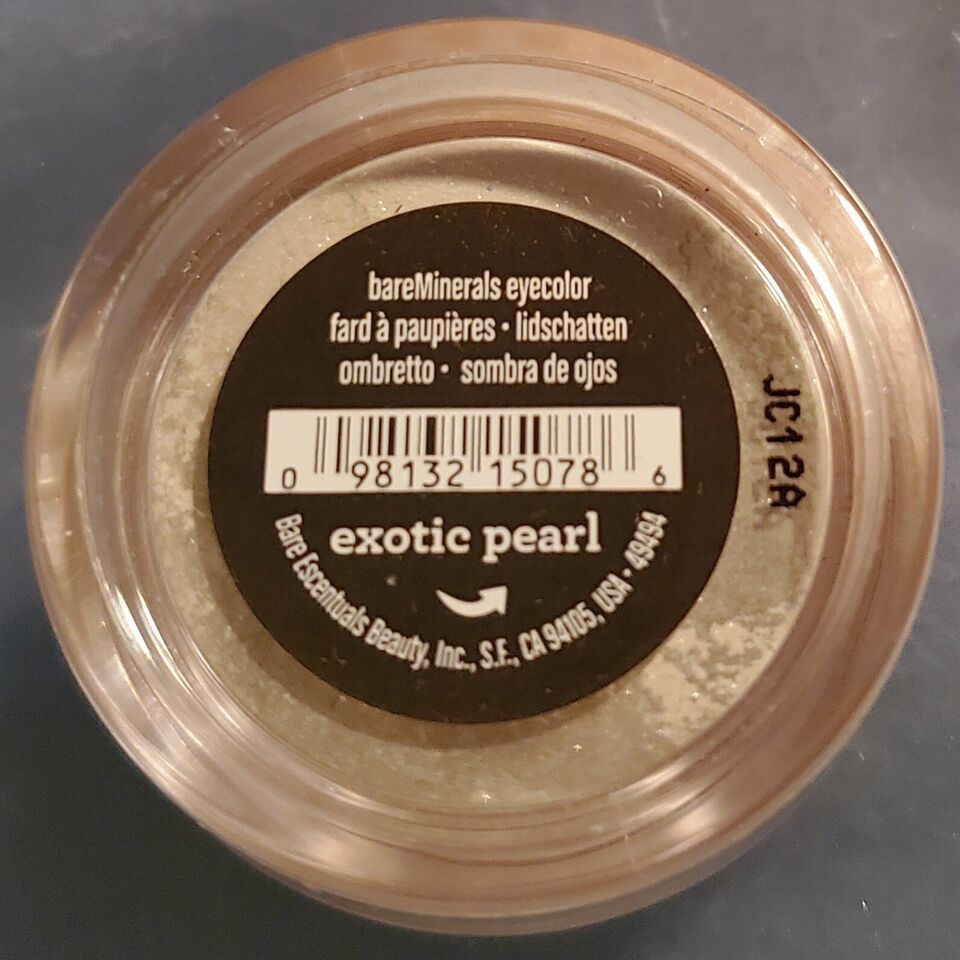 bareMinerals eyecolor
fard à paupières • lidschatten
ombretto • sombra de ojos
0 98132 15078 6
exotic pearl
Bare Escentuals Beauty, Inc., S.F., CA 94105, USA • 49494
JC12A